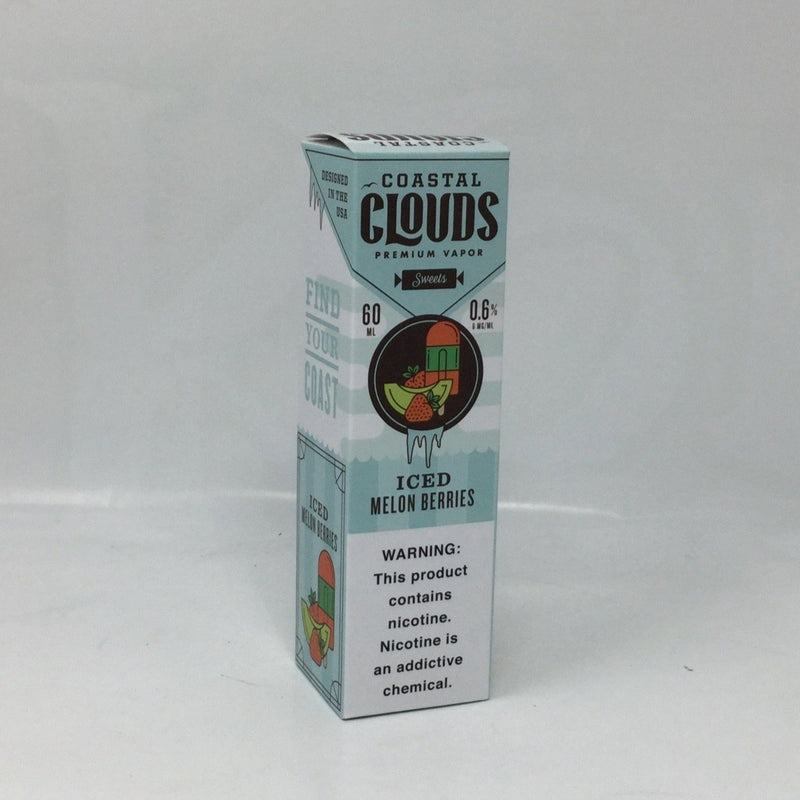 COASTAL
CLOUDS
DESIGNED
IN THE
USA
COASTAL
CLOUDS
PREMIUM VAPOR
Sweets
60
ML
0.6%
6 MG/ML
FIND
YOUR
COAST
ICED
MELON BERRIES
ICED
MELON BERRIES
WARNING:
This product
contains
nicotine.
Nicotine is
an addictive
chemical.